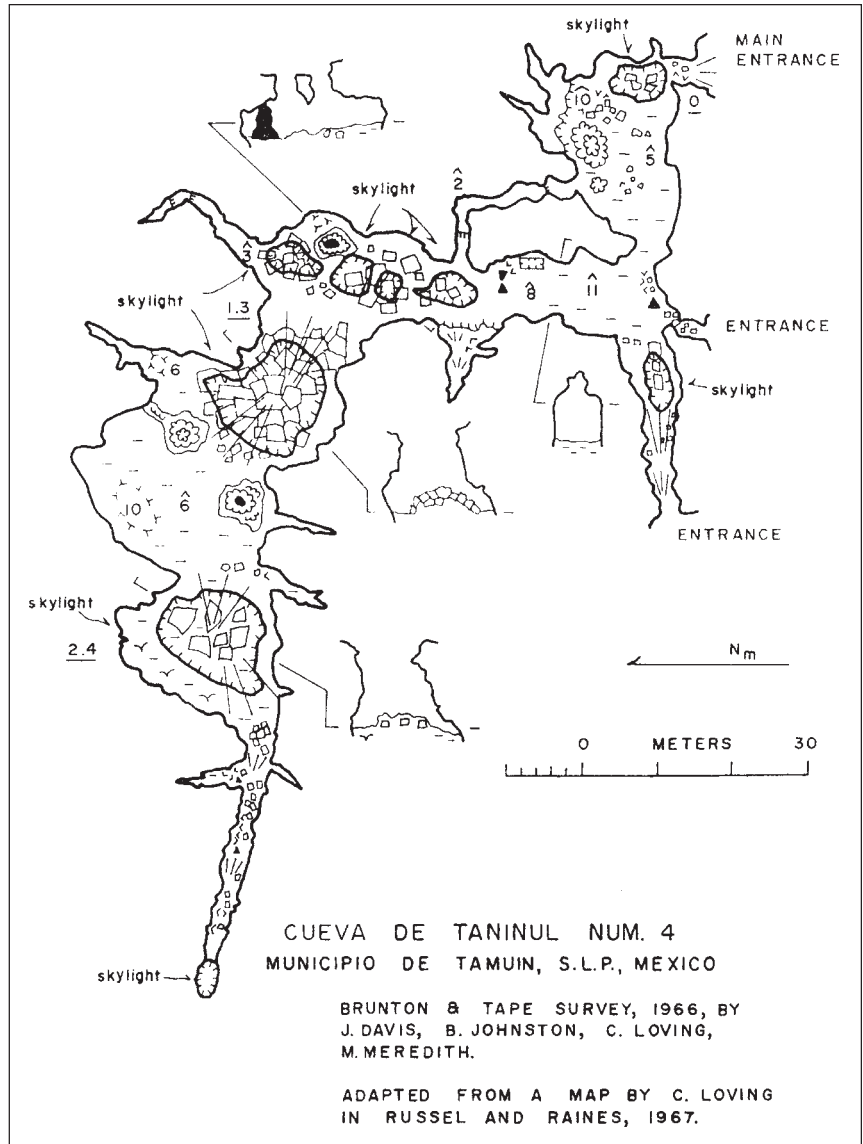 skylight
MAIN
ENTRANCE
10
0
5
2
skylight
3
skylight
1.3
8
11
ENTRANCE
6
skylight
10
6
ENTRANCE
skylight
2.4
Nm
0 METERS 30
CUEVA DE TANINUL NUM. 4
MUNICIPIO DE TAMUIN, S.L.P., MEXICO
skylight
BRUNTON & TAPE SURVEY, 1966, BY
J. DAVIS, B. JOHNSTON, C. LOVING,
M. MEREDITH.
ADAPTED FROM A MAP BY C. LOVING
IN RUSSEL AND RAINES, 1967.